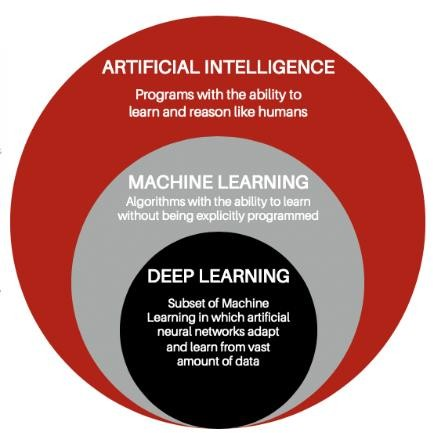 ARTIFICIAL INTELLIGENCE
Programs with the ability to
learn and reason like humans
MACHINE LEARNING
Algorithms with the ability to learn
without being explicitly programmed
DEEP LEARNING
Subset of Machine
Learning in which artificial
neural networks adapt
and learn from vast
amount of data